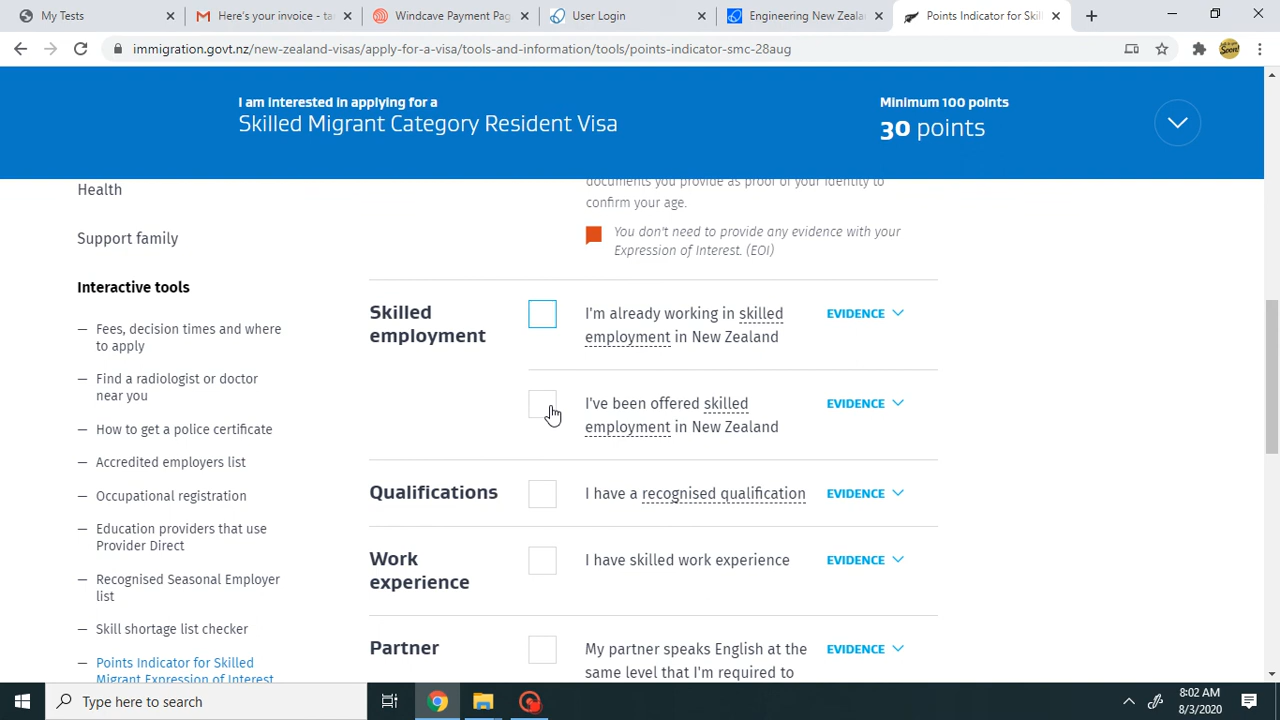 My Tests
Here's your invoice - ta
Windcave Payment Pag
User Login
Engineering New Zeala
Points Indicator for Skil
immigration.govt.nz/new-zealand-visas/apply-for-a-visa/tools-and-information/tools/points-indicator-smc-28aug
I am interested in applying for a
Skilled Migrant Category Resident Visa
Minimum 100 points
30 points
Health
Support family
Interactive tools
Fees, decision times and where
to apply
Find a radiologist or doctor
near you
How to get a police certificate
Accredited employers list
Occupational registration
Education providers that use
Provider Direct
Recognised Seasonal Employer
list
Skill shortage list checker
Points Indicator for Skilled
Migrant Expression of Interest
documents you provide as proof of your identity to
confirm your age.
You don't need to provide any evidence with your
Expression of Interest. (EOI)
Skilled
employment
I'm already working in skilled
employment in New Zealand
EVIDENCE
I've been offered skilled
employment in New Zealand
EVIDENCE
Qualifications
I have a recognised qualification
EVIDENCE
Work
experience
I have skilled work experience
EVIDENCE
Partner
My partner speaks English at the
same level that I'm required to
EVIDENCE
Type here to search
8:02 AM
8/3/2020